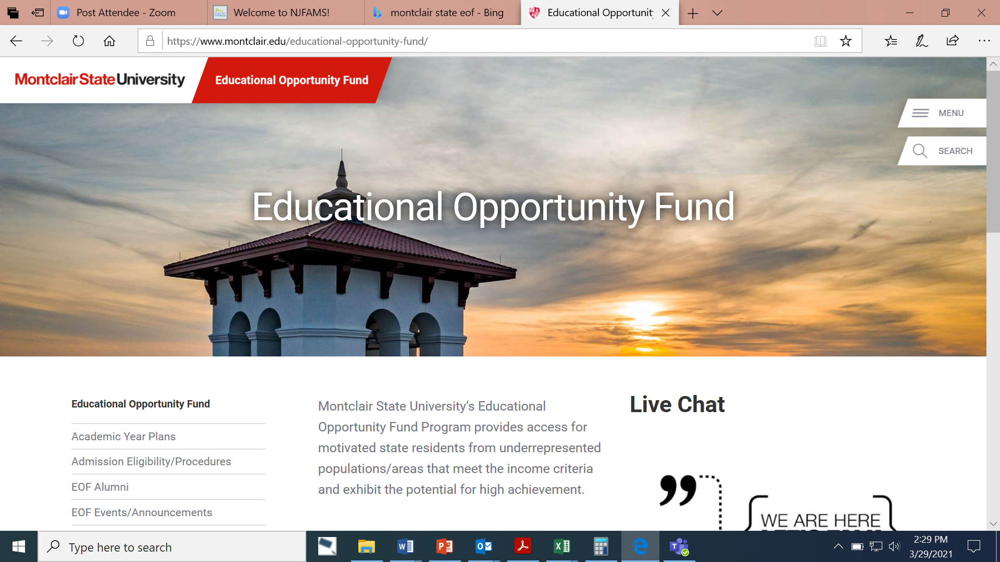 Post Attendee - Zoom
Welcome to NJFAMS!
montclair state eof - Bing
Educational Opportunit
https://www.montclair.edu/educational-opportunity-fund/
Montclair State University
Educational Opportunity Fund
MENU
SEARCH
Educational Opportunity Fund
Educational Opportunity Fund
Academic Year Plans
Admission Eligibility/Procedures
EOF Alumni
EOF Events/Announcements
Montclair State University’s Educational
Opportunity Fund Program provides access for
motivated state residents from underrepresented
populations/areas that meet the income criteria
and exhibit the potential for high achievement.
Live Chat
WE ARE HERE
Type here to search
2:29 PM
3/29/2021